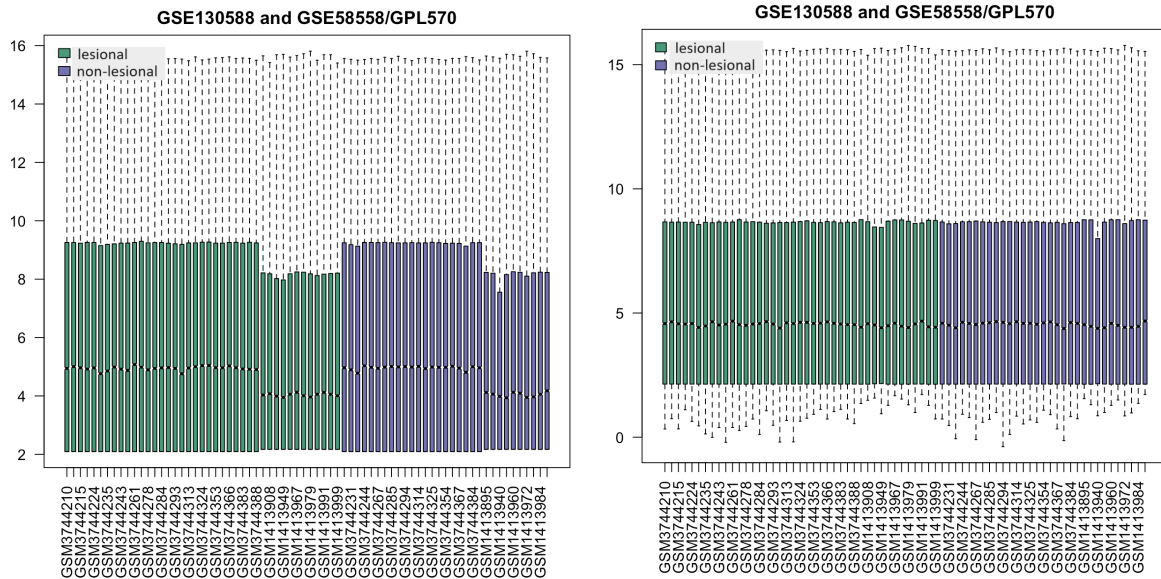 GSE130588 and GSE58558/GPL570
16
14
12
10
8
6
4
2
lesional
non-lesional
GSM3744210
GSM3744215
GSM3744224
GSM3744235
GSM3744243
GSM3744261
GSM3744278
GSM3744284
GSM3744293
GSM3744313
GSM3744324
GSM3744353
GSM3744366
GSM3744383
GSM3744388
GSM1413908
GSM1413949
GSM1413967
GSM1413979
GSM1413991
GSM1413999
GSM3744231
GSM3744244
GSM3744267
GSM3744285
GSM3744294
GSM3744314
GSM3744325
GSM3744354
GSM3744367
GSM3744384
GSM1413895
GSM1413940
GSM1413960
GSM1413972
GSM1413984
GSE130588 and GSE58558/GPL570
15
10
5
0
lesional
non-lesional
GSM3744210
GSM3744215
GSM3744224
GSM3744235
GSM3744243
GSM3744261
GSM3744278
GSM3744284
GSM3744293
GSM3744313
GSM3744324
GSM3744353
GSM3744366
GSM3744383
GSM3744388
GSM1413908
GSM1413949
GSM1413967
GSM1413979
GSM1413991
GSM1413999
GSM3744231
GSM3744244
GSM3744267
GSM3744285
GSM3744294
GSM3744314
GSM3744325
GSM3744354
GSM3744367
GSM3744384
GSM1413895
GSM1413940
GSM1413960
GSM1413972
GSM1413984